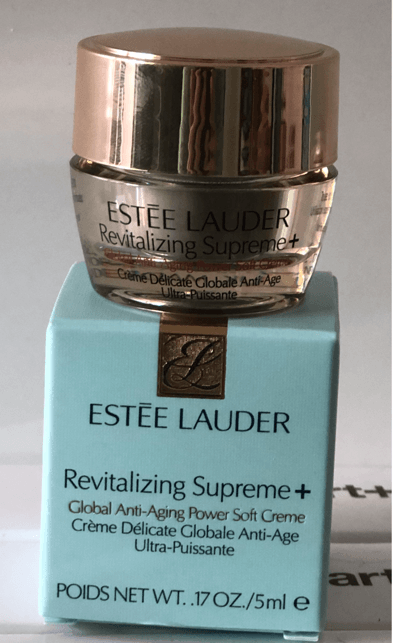 ESTĒE LAUDER
Revitalizing Supreme+
Crème Délicate Globale Anti-Age
Ultra-Puissante
ESTĒE LAUDER
Revitalizing Supreme+
Global Anti-Aging Power Soft Creme
Crème Délicate Globale Anti-Age
Ultra-Puissante
POIDS NET WT. .17 OZ./5ml e
art